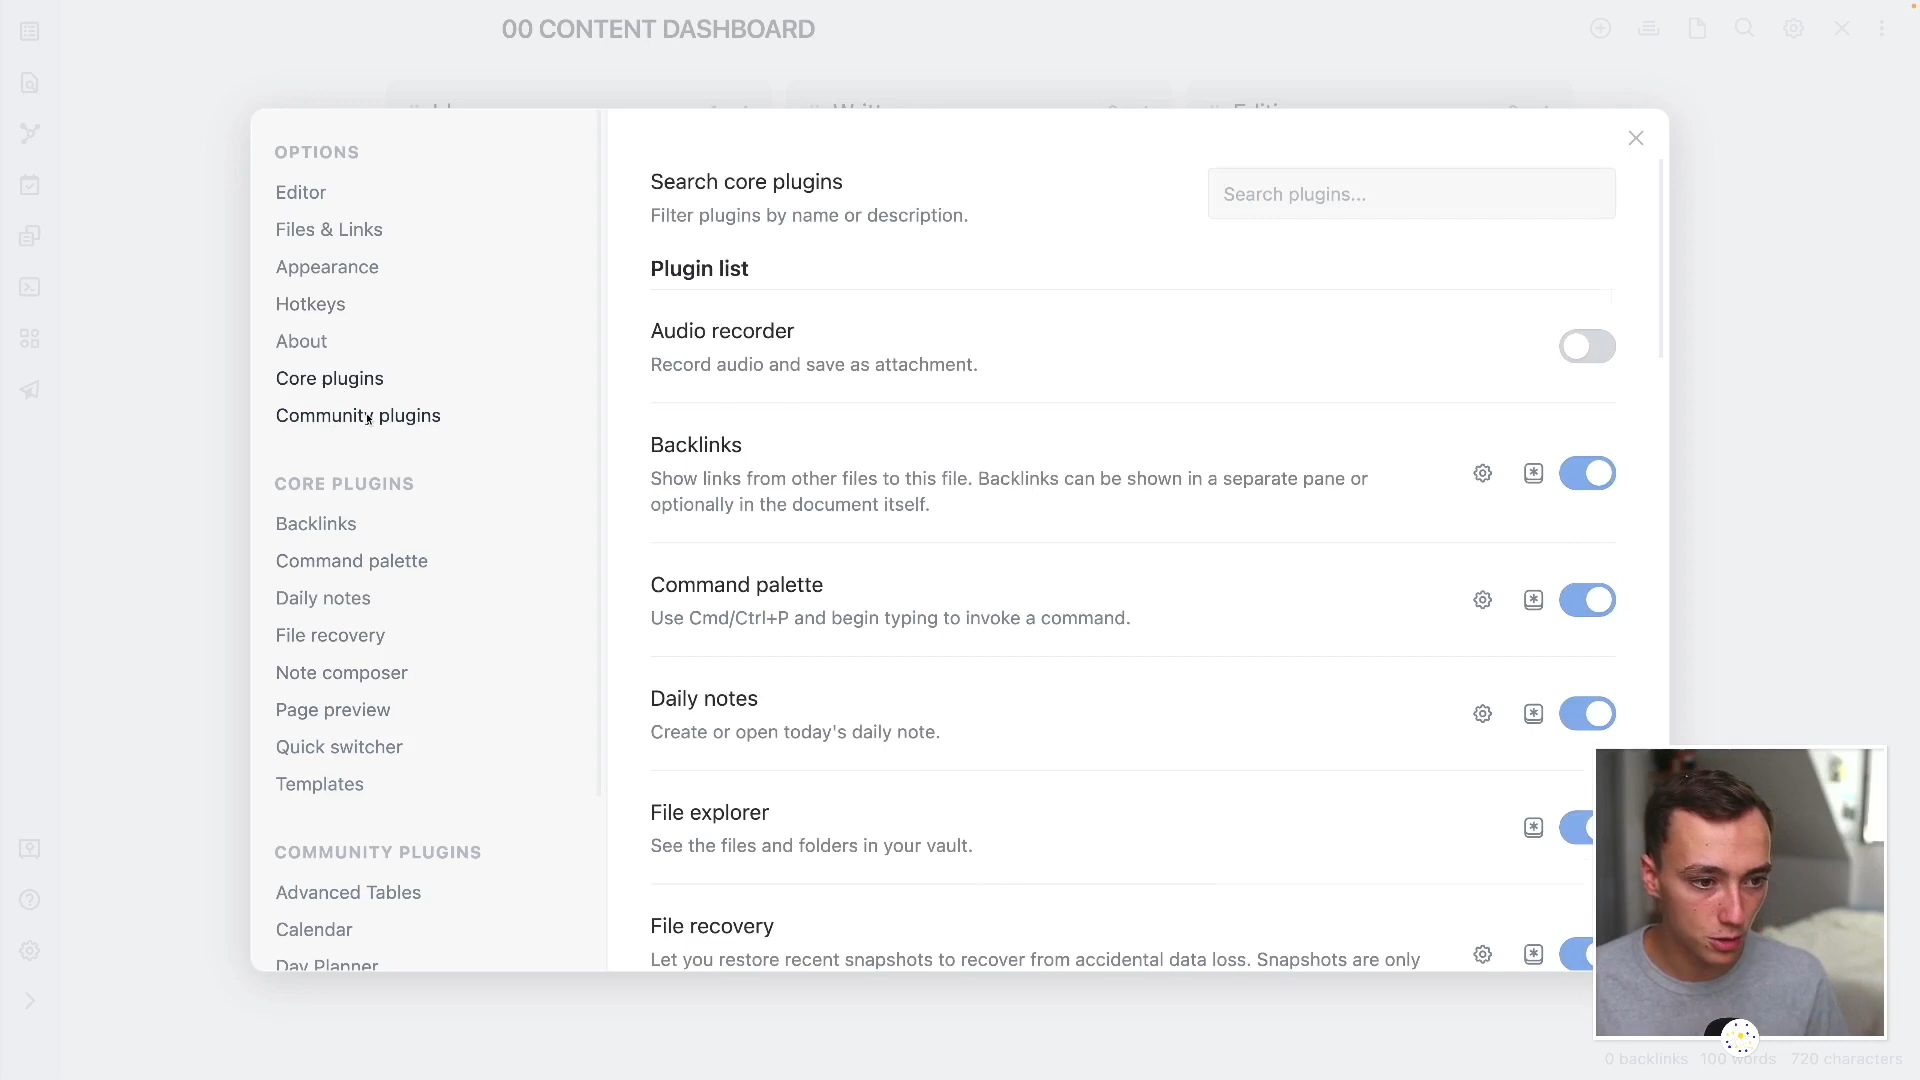 00 CONTENT DASHBOARD
OPTIONS
Editor
Files & Links
Appearance
Hotkeys
About
Core plugins
Community plugins
CORE PLUGINS
Backlinks
Command palette
Daily notes
File recovery
Note composer
Page preview
Quick switcher
Templates
COMMUNITY PLUGINS
Advanced Tables
Calendar
Day Planner
Search core plugins
Filter plugins by name or description.
Search plugins...
Plugin list
Audio recorder
Record audio and save as attachment.
Backlinks
Show links from other files to this file. Backlinks can be shown in a separate pane or
optionally in the document itself.
Command palette
Use Cmd/Ctrl+P and begin typing to invoke a command.
Daily notes
Create or open today's daily note.
File explorer
See the files and folders in your vault.
File recovery
Let you restore recent snapshots to recover from accidental data loss. Snapshots are only
0 backlinks 100 words 720 characters